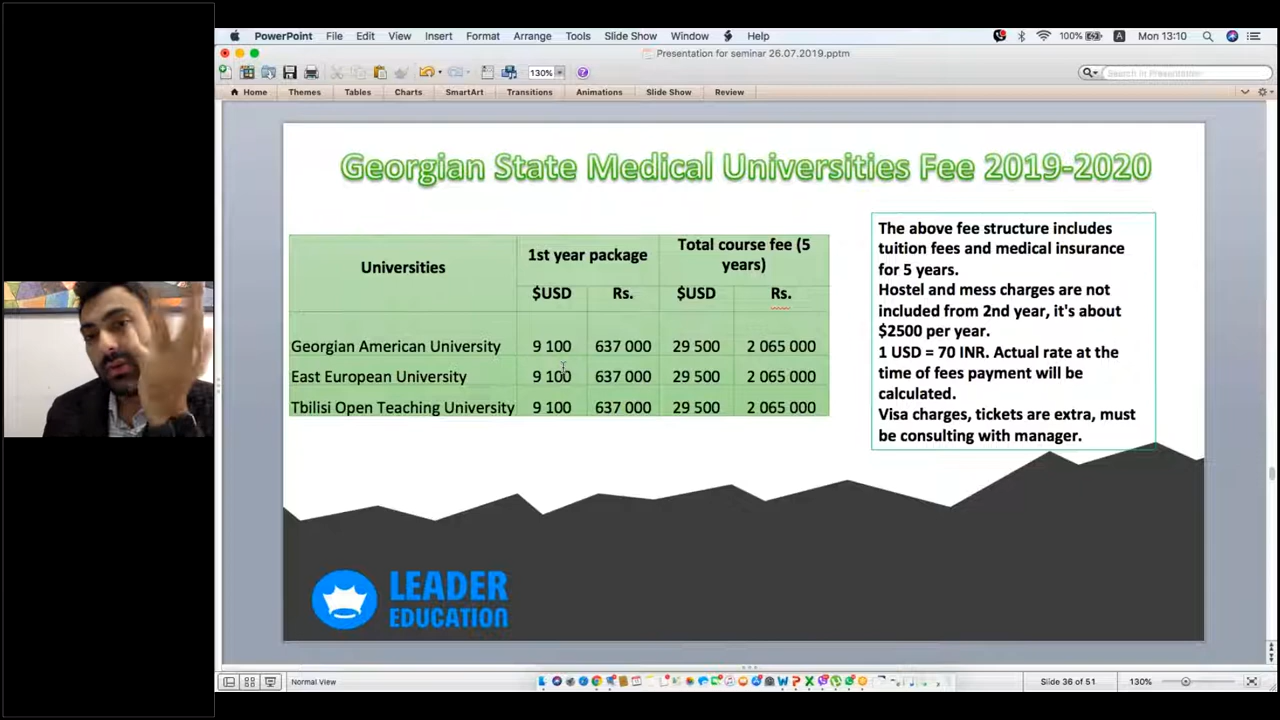 PowerPoint File Edit View Insert Format Arrange Tools Slide Show Window Help 100% A Mon 13:10
Presentation for seminar 26.07.2019.pptm
130% Search in Presentation
Home Themes Tables Charts SmartArt Transitions Animations Slide Show Review
Georgian State Medical Universities Fee 2019-2020
Universities 1st year package Total course fee (5 years)
$USD Rs. $USD Rs.
Georgian American University 9 100 637 000 29 500 2 065 000
East European University 9 100 637 000 29 500 2 065 000
Tbilisi Open Teaching University 9 100 637 000 29 500 2 065 000
The above fee structure includes
tuition fees and medical insurance
for 5 years.
Hostel and mess charges are not
included from 2nd year, it's about
$2500 per year.
1 USD = 70 INR. Actual rate at the
time of fees payment will be
calculated.
Visa charges, tickets are extra, must
be consulting with manager.
LEADER
EDUCATION
Normal View Slide 36 of 51 130%